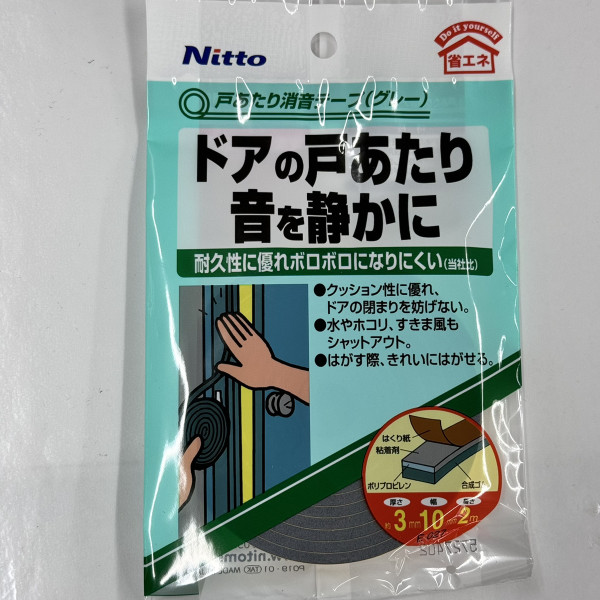 Nitto
Do it yourself
省エネ
戸あたり消音テープ(グレー)
ドアの戸あたり
音を静かに
耐久性に優れボロボロになりにくい(当社比)
●クッション性に優れ、
ドアの閉まりを妨げない。
●水やホコリ、すきま風も
シャットアウト。
●はがす際、きれいにはがせる。
はくり紙
粘着剤
ポリプロピレン
合成ゴム
厚さ 幅 長さ
約3mm 10mm 2m